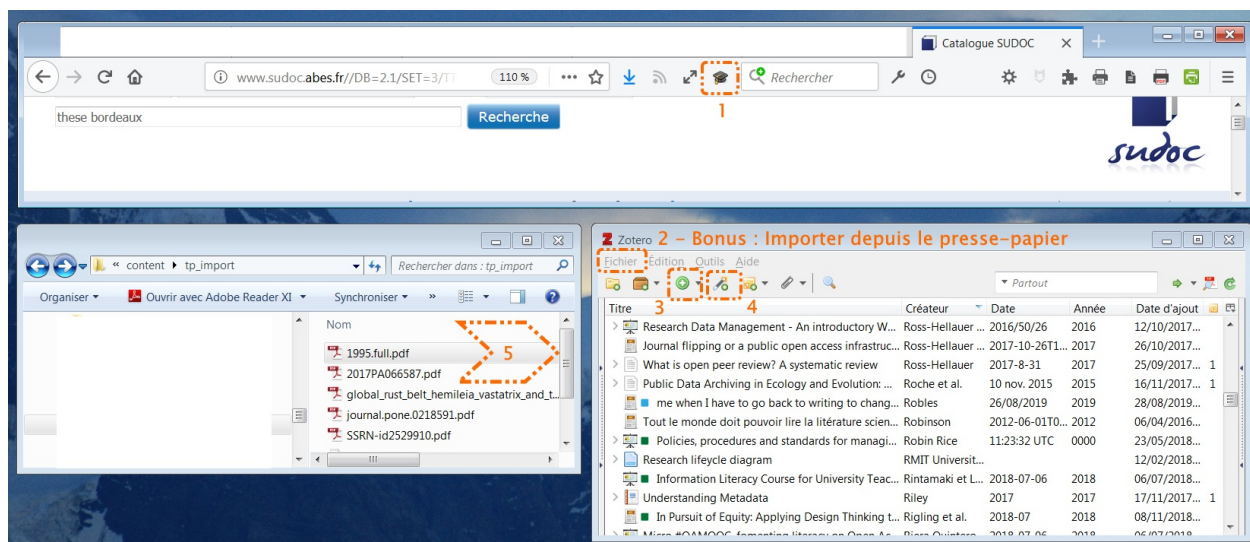 Catalogue SUDOC
www.sudoc.abes.fr//DB=2.1/SET=3/TT
110 %
Rechercher
1
these bordeaux
Recherche
sudoc
« content tp_import
Rechercher dans : tp_import
Organiser
Ouvrir avec Adobe Reader XI
Synchroniser
»
Nom
1995.full.pdf
2017PA066587.pdf
global_rust_belt_hemileia_vastatrix_and_t...
journal.pone.0218591.pdf
SSRN-id2529910.pdf
5
Z Zotero 2 – Bonus : Importer depuis le presse-papier
Fichier Édition Outils Aide
Partout
3 4
Titre Créateur Date Année Date d'ajout
Research Data Management - An introductory W... Ross-Hellauer ... 2016/50/26 2016 12/10/2017...
Journal flipping or a public open access infrastruc... Ross-Hellauer ... 2017-10-26T1... 2017 26/10/2017...
What is open peer review? A systematic review Ross-Hellauer 2017-8-31 2017 25/09/2017... 1
Public Data Archiving in Ecology and Evolution: ... Roche et al. 10 nov. 2015 2015 16/11/2017... 1
me when I have to go back to writing to chang... Robles 26/08/2019 2019 28/08/2019...
Tout le monde doit pouvoir lire la litérature scien... Robinson 2012-06-01T0... 2012 06/04/2016...
Policies, procedures and standards for managi... Robin Rice 11:23:32 UTC 0000 23/05/2018...
Research lifeycle diagram RMIT Universit... 12/02/2018...
Information Literacy Course for University Teac... Rintamaki et L... 2018-07-06 2018 06/07/2018...
Understanding Metadata Riley 2017 2017 17/11/2017... 1
In Pursuit of Equity: Applying Design Thinking t... Rigling et al. 2018-07 2018 08/11/2018...